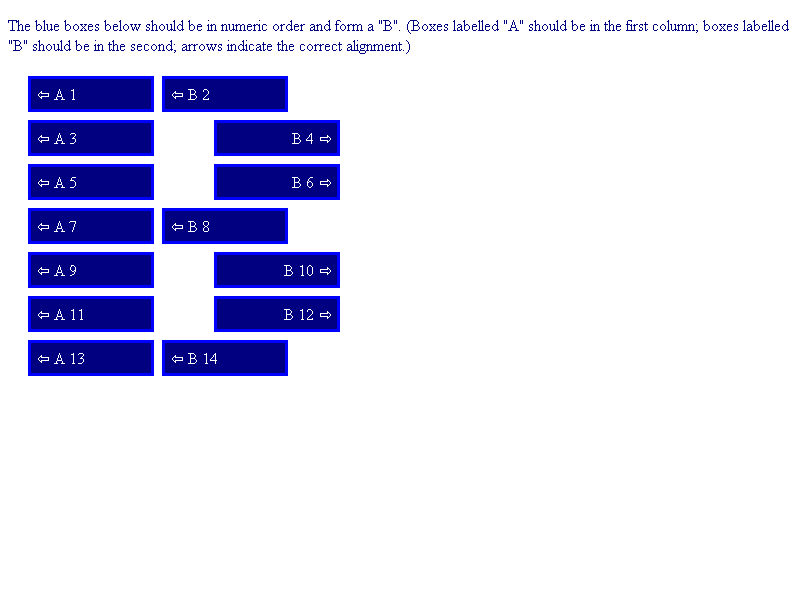 The blue boxes below should be in numeric order and form a "B". (Boxes labelled "A" should be in the first column; boxes labelled
"B" should be in the second; arrows indicate the correct alignment.)
⇦ A 1 ⇦ B 2
⇦ A 3 B 4 ⇨
⇦ A 5 B 6 ⇨
⇦ A 7 ⇦ B 8
⇦ A 9 B 10 ⇨
⇦ A 11 B 12 ⇨
⇦ A 13 ⇦ B 14